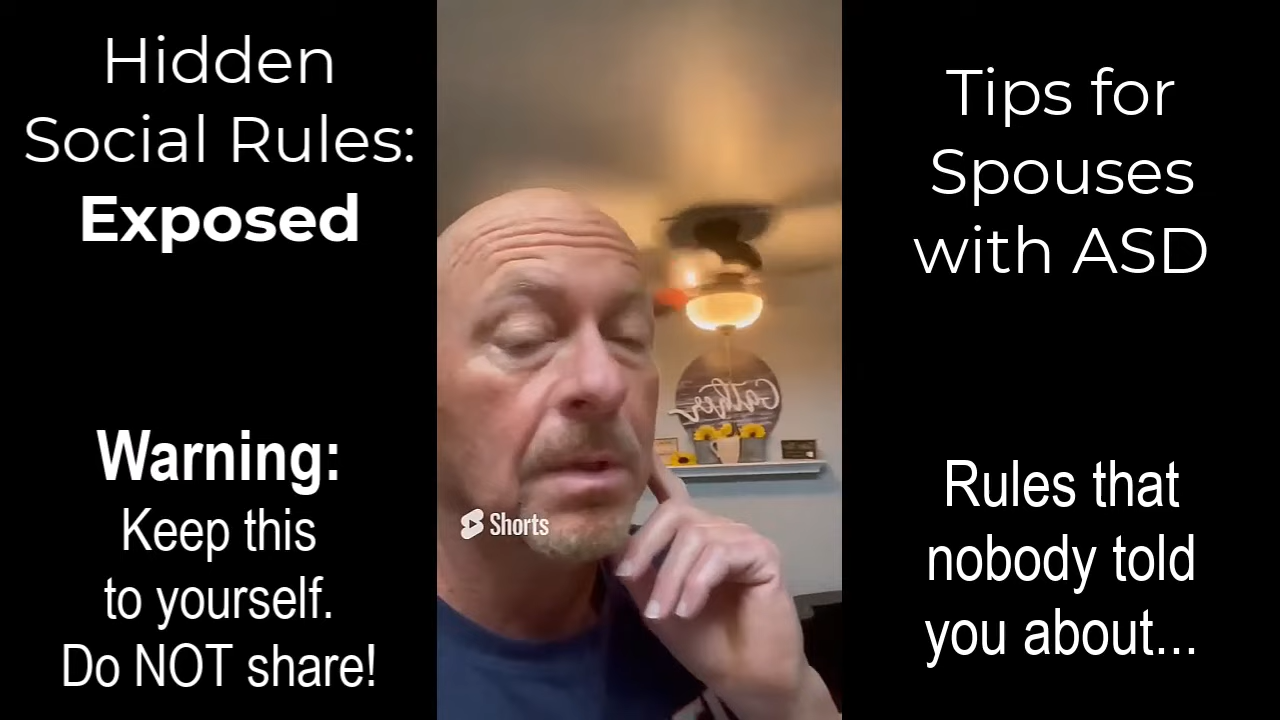 Hidden
Social Rules:
Exposed
Warning:
Keep this
to yourself.
Do NOT share!
Shorts
Gather
Tips for
Spouses
with ASD
Rules that
nobody told
you about...